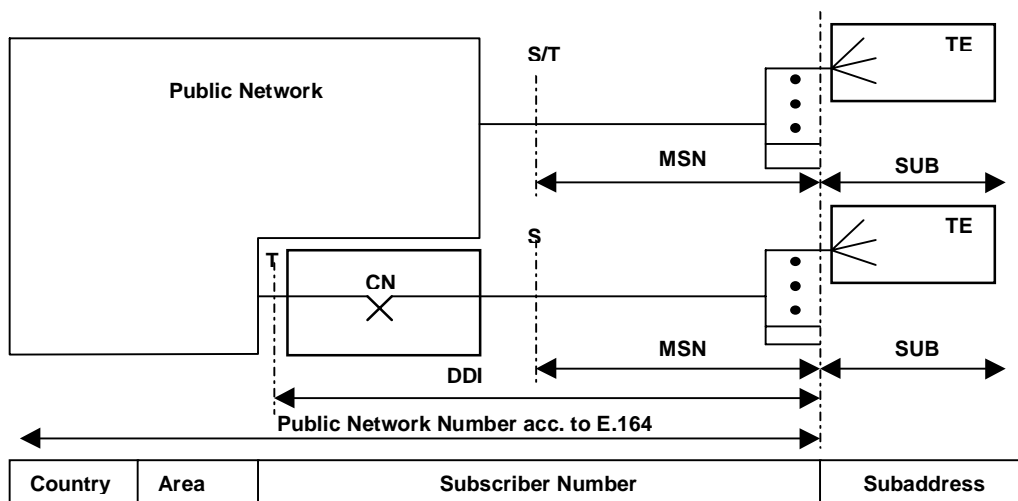 S/T
TE
Public Network
MSN
SUB
S
TE
T
CN
MSN
SUB
DDI
Public Network Number acc. to E.164
Country Area Subscriber Number Subaddress